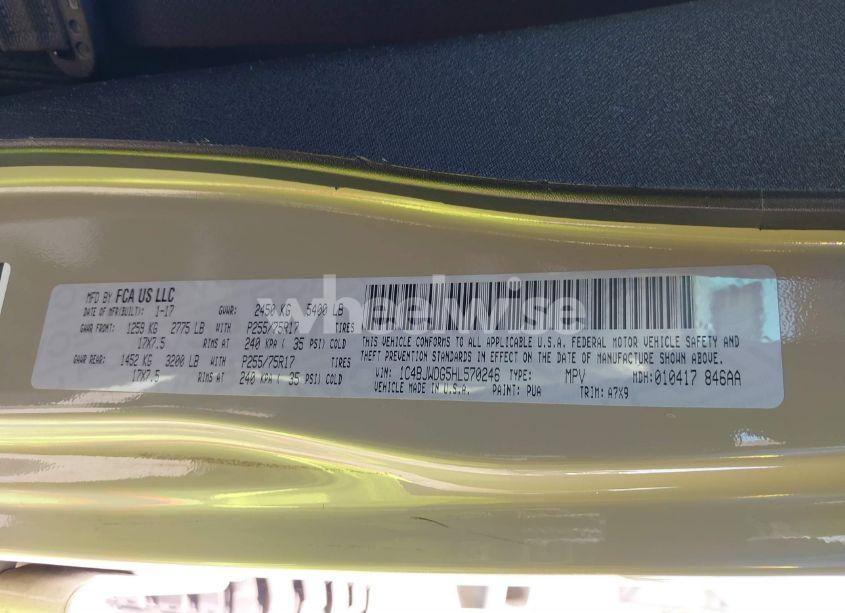 MFD BY FCA US LLC
DATE OF MFR(BUILT): 1-17 GVWR: 2450 KG 5400 LB
GAWR FRONT: 1259 KG 2775 LB WITH P255/75R17 TIRES
17X7.5 RIMS AT 240 KPA ( 35 PSI) COLD
GAWR REAR: 1452 KG 3200 LB WITH P255/75R17 TIRES
17X7.5 RIMS AT 240 KPA ( 35 PSI) COLD
THIS VEHICLE CONFORMS TO ALL APPLICABLE U.S.A. FEDERAL MOTOR VEHICLE SAFETY AND
THEFT PREVENTION STANDARDS IN EFFECT ON THE DATE OF MANUFACTURE SHOWN ABOVE.
VIN: 1C4BJWDG5HL570246 TYPE: MPV MDH: 010417 846AA
VEHICLE MADE IN U.S.A. PAINT: PUA TRIM: A7X9
wheelwise